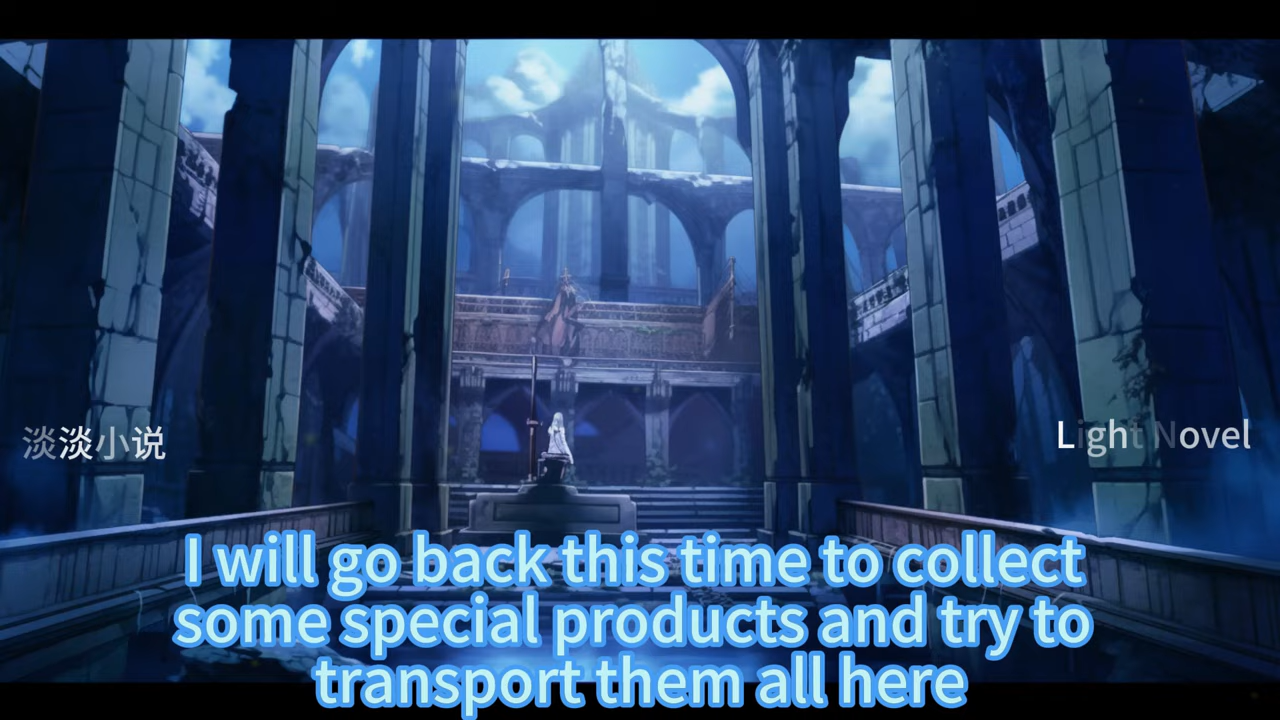 淡淡小说
Light Novel
I will go back this time to collect
some special products and try to
transport them all here